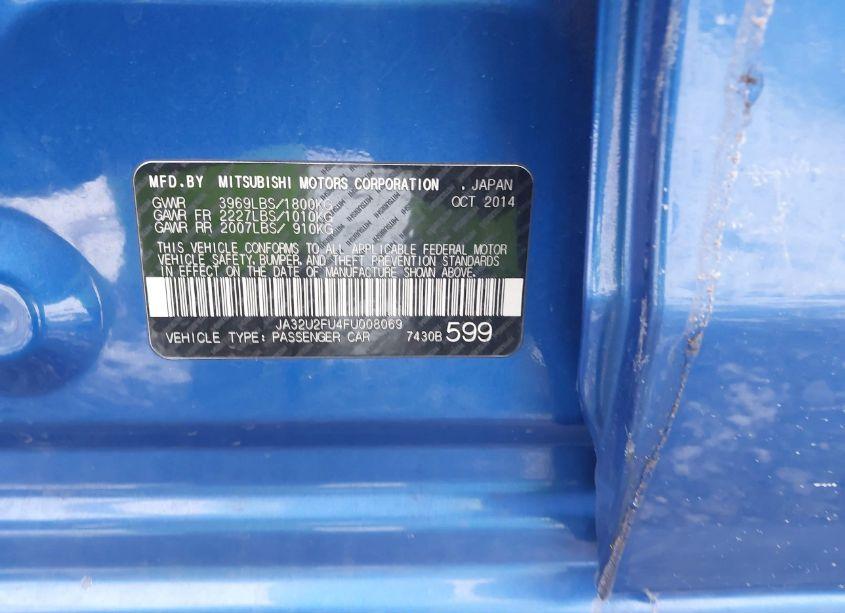 MFD.BY MITSUBISHI MOTORS CORPORATION . JAPAN
GVWR 3969LBS/1800KG OCT 2014
GAWR FR 2227LBS/1010KG
GAWR RR 2007LBS/ 910KG
THIS VEHICLE CONFORMS TO ALL APPLICABLE FEDERAL MOTOR
VEHICLE SAFETY, BUMPER, AND THEFT PREVENTION STANDARDS
IN EFFECT ON THE DATE OF MANUFACTURE SHOWN ABOVE.
JA32U2FU4FU008069
VEHICLE TYPE: PASSENGER CAR 7430B 599